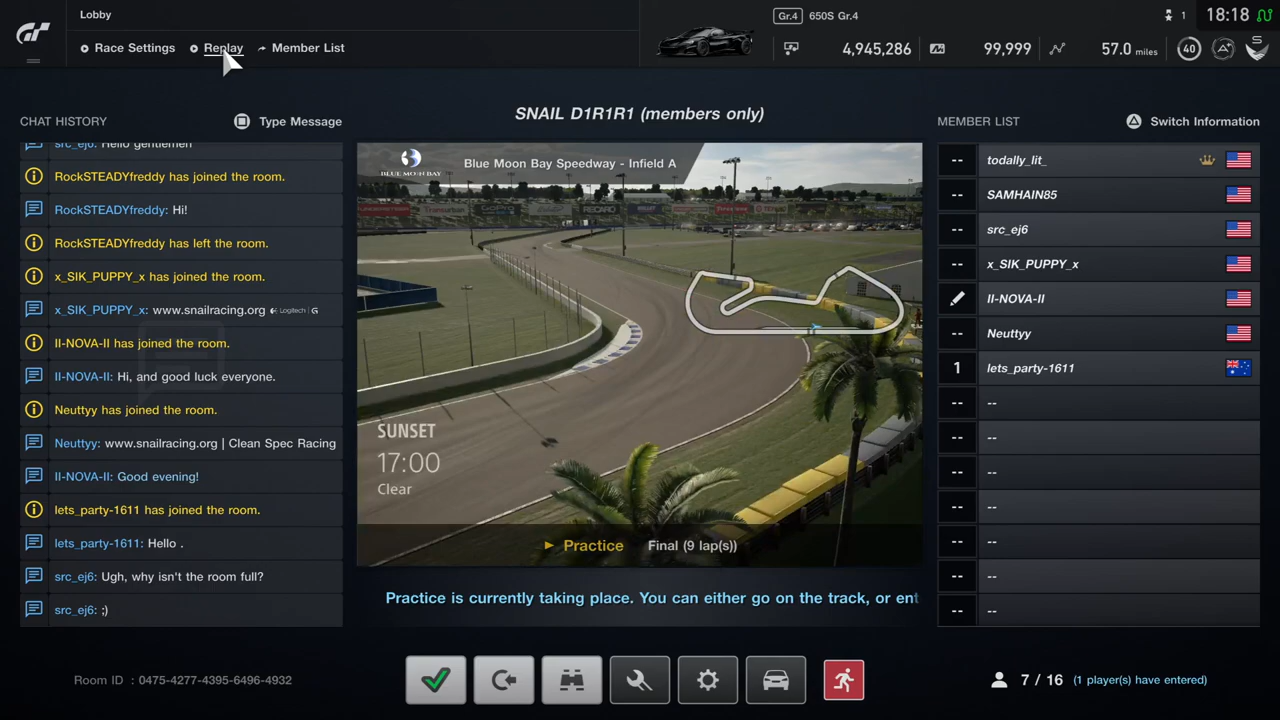 Lobby
Race Settings
Replay
Member List
Gr.4 650S Gr.4
1
18:18
4,945,286
99,999
57.0 miles
40
A+
S
CHAT HISTORY
Type Message
src_ej6: Hello gentlemen
RockSTEADYfreddy has joined the room.
RockSTEADYfreddy: Hi!
RockSTEADYfreddy has left the room.
x_SIK_PUPPY_x has joined the room.
x_SIK_PUPPY_x: www.snailracing.org Logitech | G
II-NOVA-II has joined the room.
II-NOVA-II: Hi, and good luck everyone.
Neuttyy has joined the room.
Neuttyy: www.snailracing.org | Clean Spec Racing
II-NOVA-II: Good evening!
lets_party-1611 has joined the room.
lets_party-1611: Hello .
src_ej6: Ugh, why isn't the room full?
src_ej6: ;)
SNAIL D1R1R1 (members only)
BLUE MOON BAY
Blue Moon Bay Speedway - Infield A
RECARO
SUNSET
17:00
Clear
Practice
Final (9 lap(s))
Practice is currently taking place. You can either go on the track, or ent
MEMBER LIST
Switch Information
-- todally_lit_
-- SAMHAIN85
-- src_ej6
-- x_SIK_PUPPY_x
II-NOVA-II
-- Neuttyy
1 lets_party-1611
-- --
-- --
-- --
-- --
-- --
-- --
-- --
Room ID : 0475-4277-4395-6496-4932
7 / 16
(1 player(s) have entered)